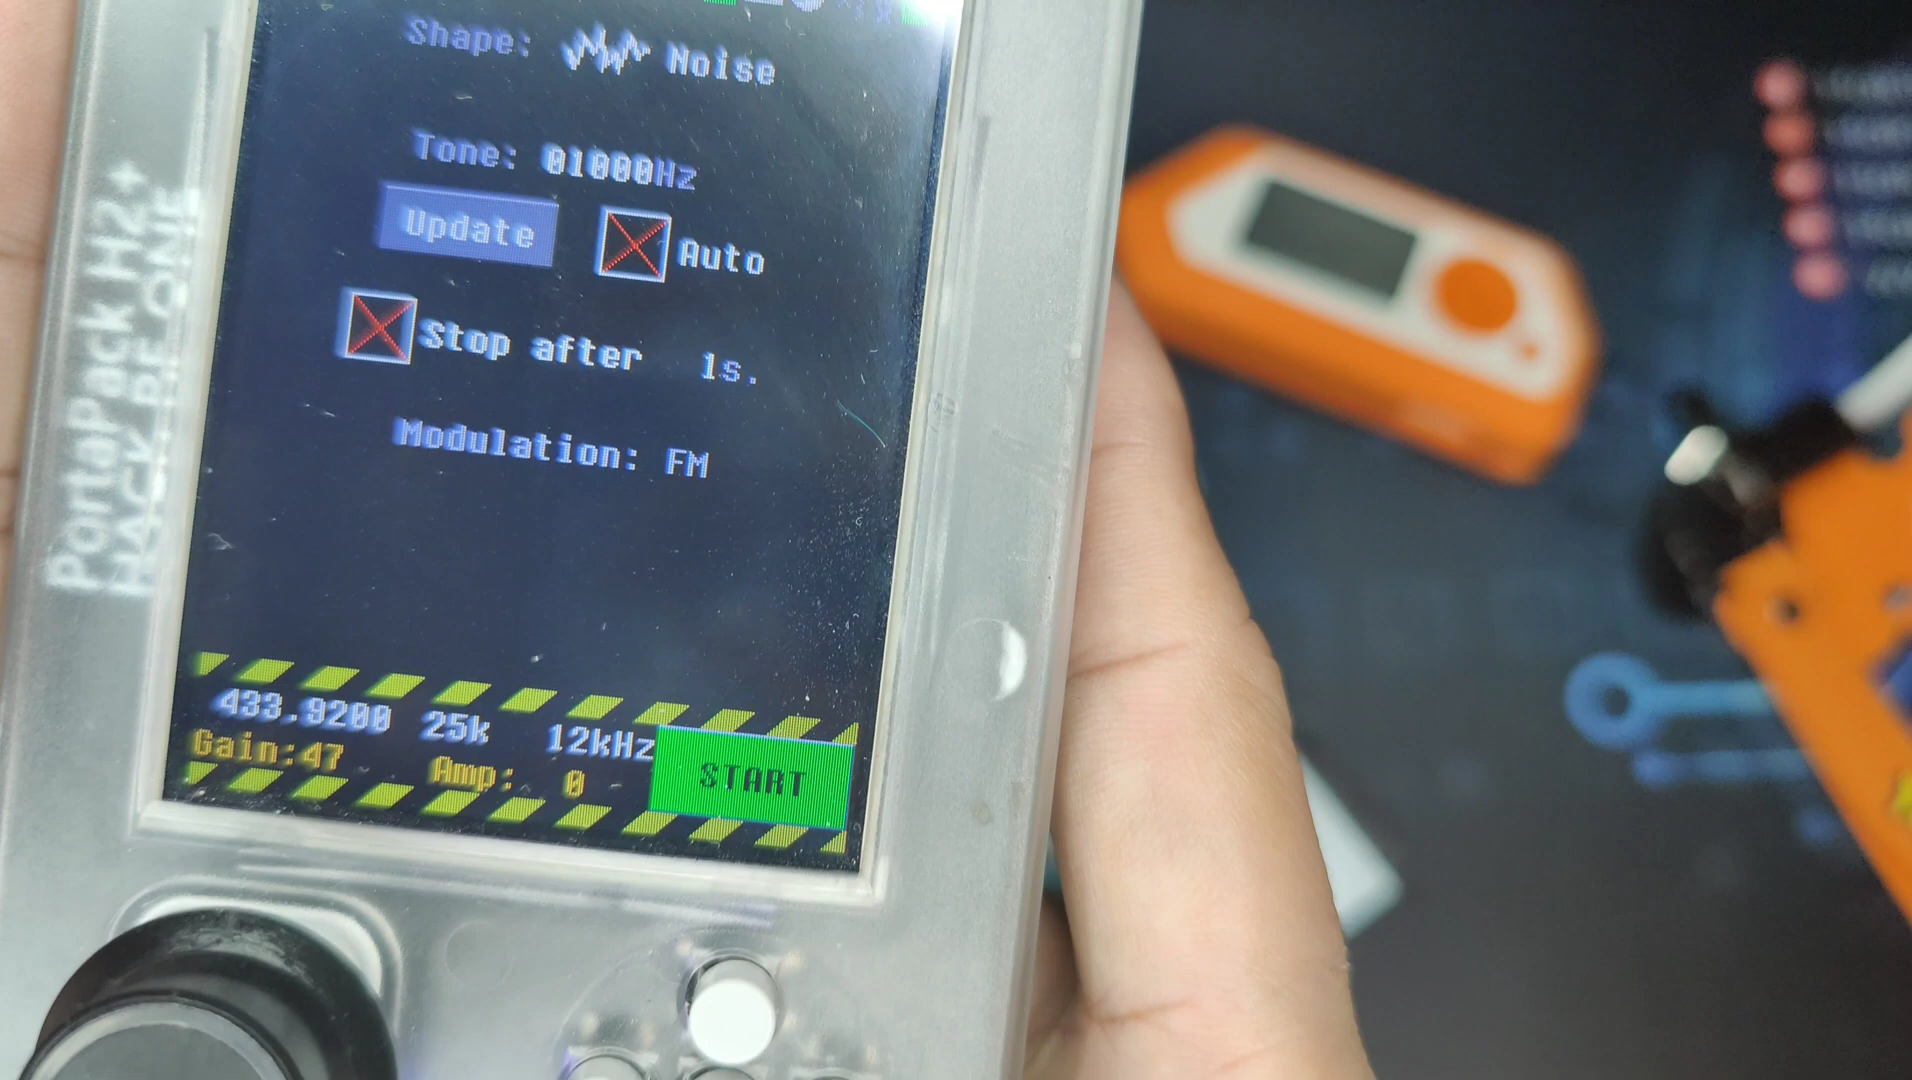 Shape: Noise
Tone: 01000Hz
Update Auto
Stop after 1s.
Modulation: FM
433.9200 25k 12kHz
Gain:47 Amp: 0
START
PortaPack H2+
HACK BE ONE